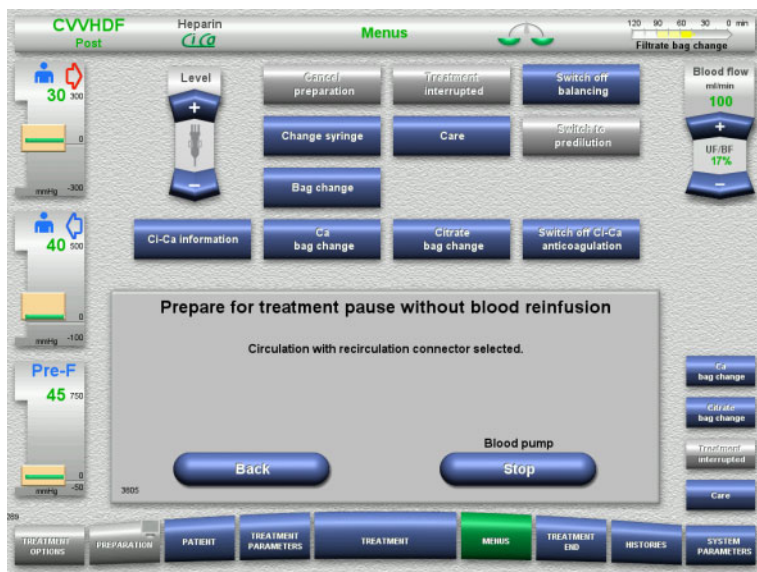 CVVHDF
Post
Heparin
Ci Ca
Menus
120 90 60 30 0 min
Filtrate bag change
30 300
0
mmHg -300
40 500
0
mmHg -100
Pre-F
45 750
0
mmHg -50
Level
+
−
Cancel
preparation
Treatment
interrupted
Switch off
balancing
Change syringe
Care
Switch to
predilution
Bag change
Ci-Ca information
Ca
bag change
Citrate
bag change
Switch off Ci-Ca
anticoagulation
Blood flow
ml/min
100
+
UF/BF
17%
−
Prepare for treatment pause without blood reinfusion
Circulation with recirculation connector selected.
Blood pump
Back
Stop
3805
Ca
bag change
Citrate
bag change
Treatment
interrupted
Care
TREATMENT
OPTIONS
PREPARATION
PATIENT
TREATMENT
PARAMETERS
TREATMENT
MENUS
TREATMENT
END
HISTORIES
SYSTEM
PARAMETERS